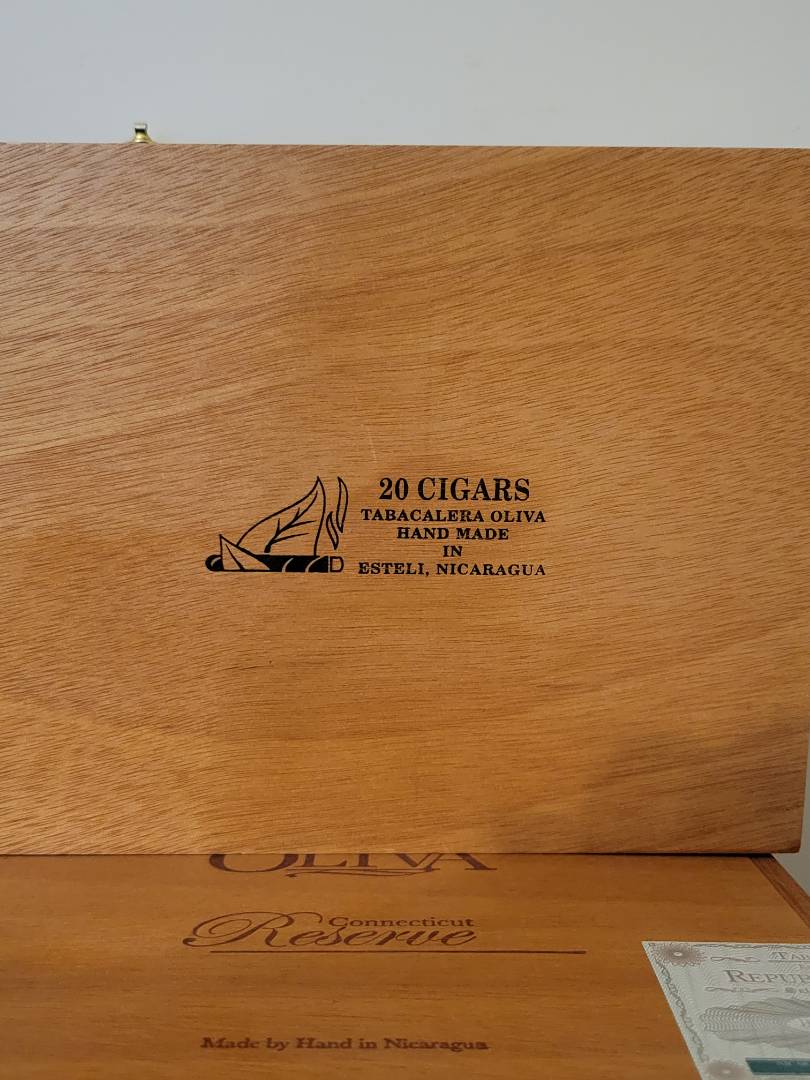 20 CIGARS
TABACALERA OLIVA
HAND MADE
IN
ESTELI, NICARAGUA
OLIVA
Connecticut
Reserve
Made by Hand in Nicaragua